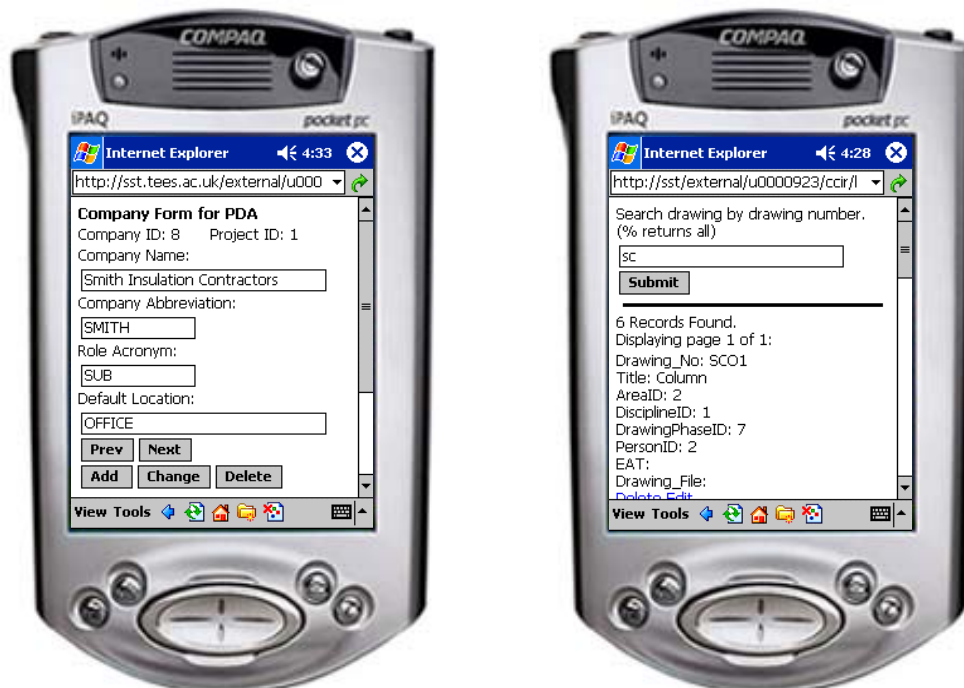 COMPAQ
iPAQ pocket pc
Internet Explorer 4:33
http://sst.tees.ac.uk/external/u000
Company Form for PDA
Company ID: 8 Project ID: 1
Company Name:
Smith Insulation Contractors
Company Abbreviation:
SMITH
Role Acronym:
SUB
Default Location:
OFFICE
Prev Next
Add Change Delete
View Tools
COMPAQ
iPAQ pocket pc
Internet Explorer 4:28
http://sst/external/u0000923/ccir/l
Search drawing by drawing number.
(% returns all)
sc
Submit
6 Records Found.
Displaying page 1 of 1:
Drawing_No: SCO1
Title: Column
AreaID: 2
DisciplineID: 1
DrawingPhaseID: 7
PersonID: 2
EAT:
Drawing_File:
Delete Edit
View Tools